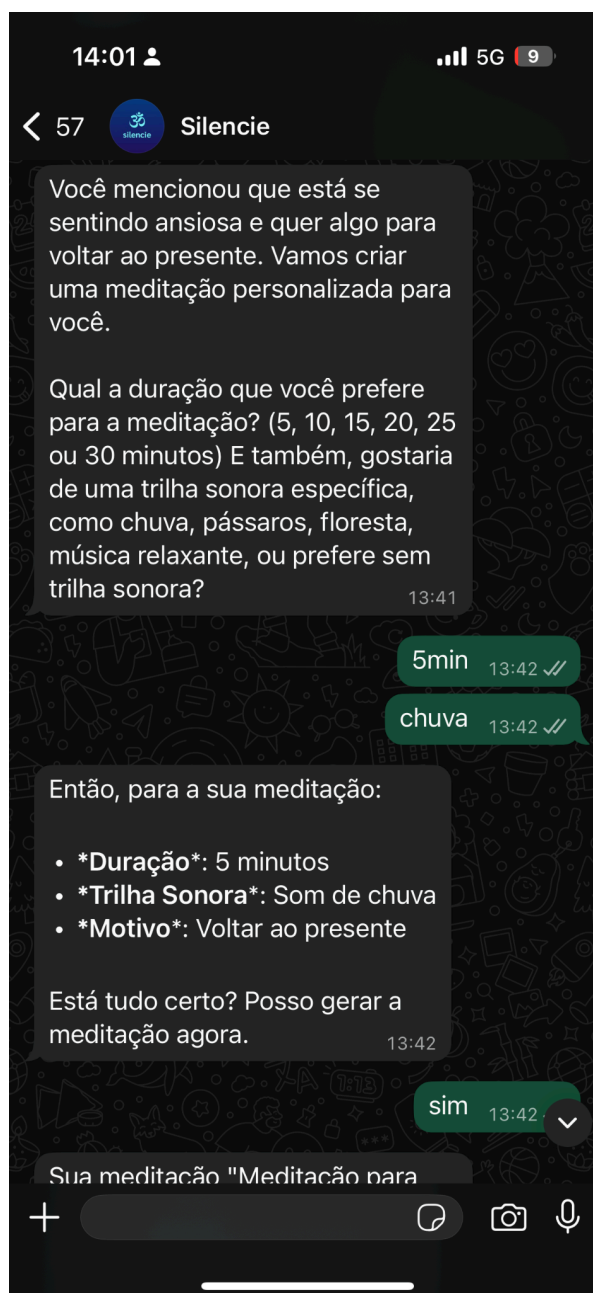 14:01
5G 9
57
silencie
Silencie
Você mencionou que está se
sentindo ansiosa e quer algo para
voltar ao presente. Vamos criar
uma meditação personalizada para
você.
Qual a duração que você prefere
para a meditação? (5, 10, 15, 20, 25
ou 30 minutos) E também, gostaria
de uma trilha sonora específica,
como chuva, pássaros, floresta,
música relaxante, ou prefere sem
trilha sonora?
13:41
5min 13:42
chuva 13:42
Então, para a sua meditação:
• *Duração*: 5 minutos
• *Trilha Sonora*: Som de chuva
• *Motivo*: Voltar ao presente
Está tudo certo? Posso gerar a
meditação agora.
13:42
sim 13:42
Sua meditação "Meditação para